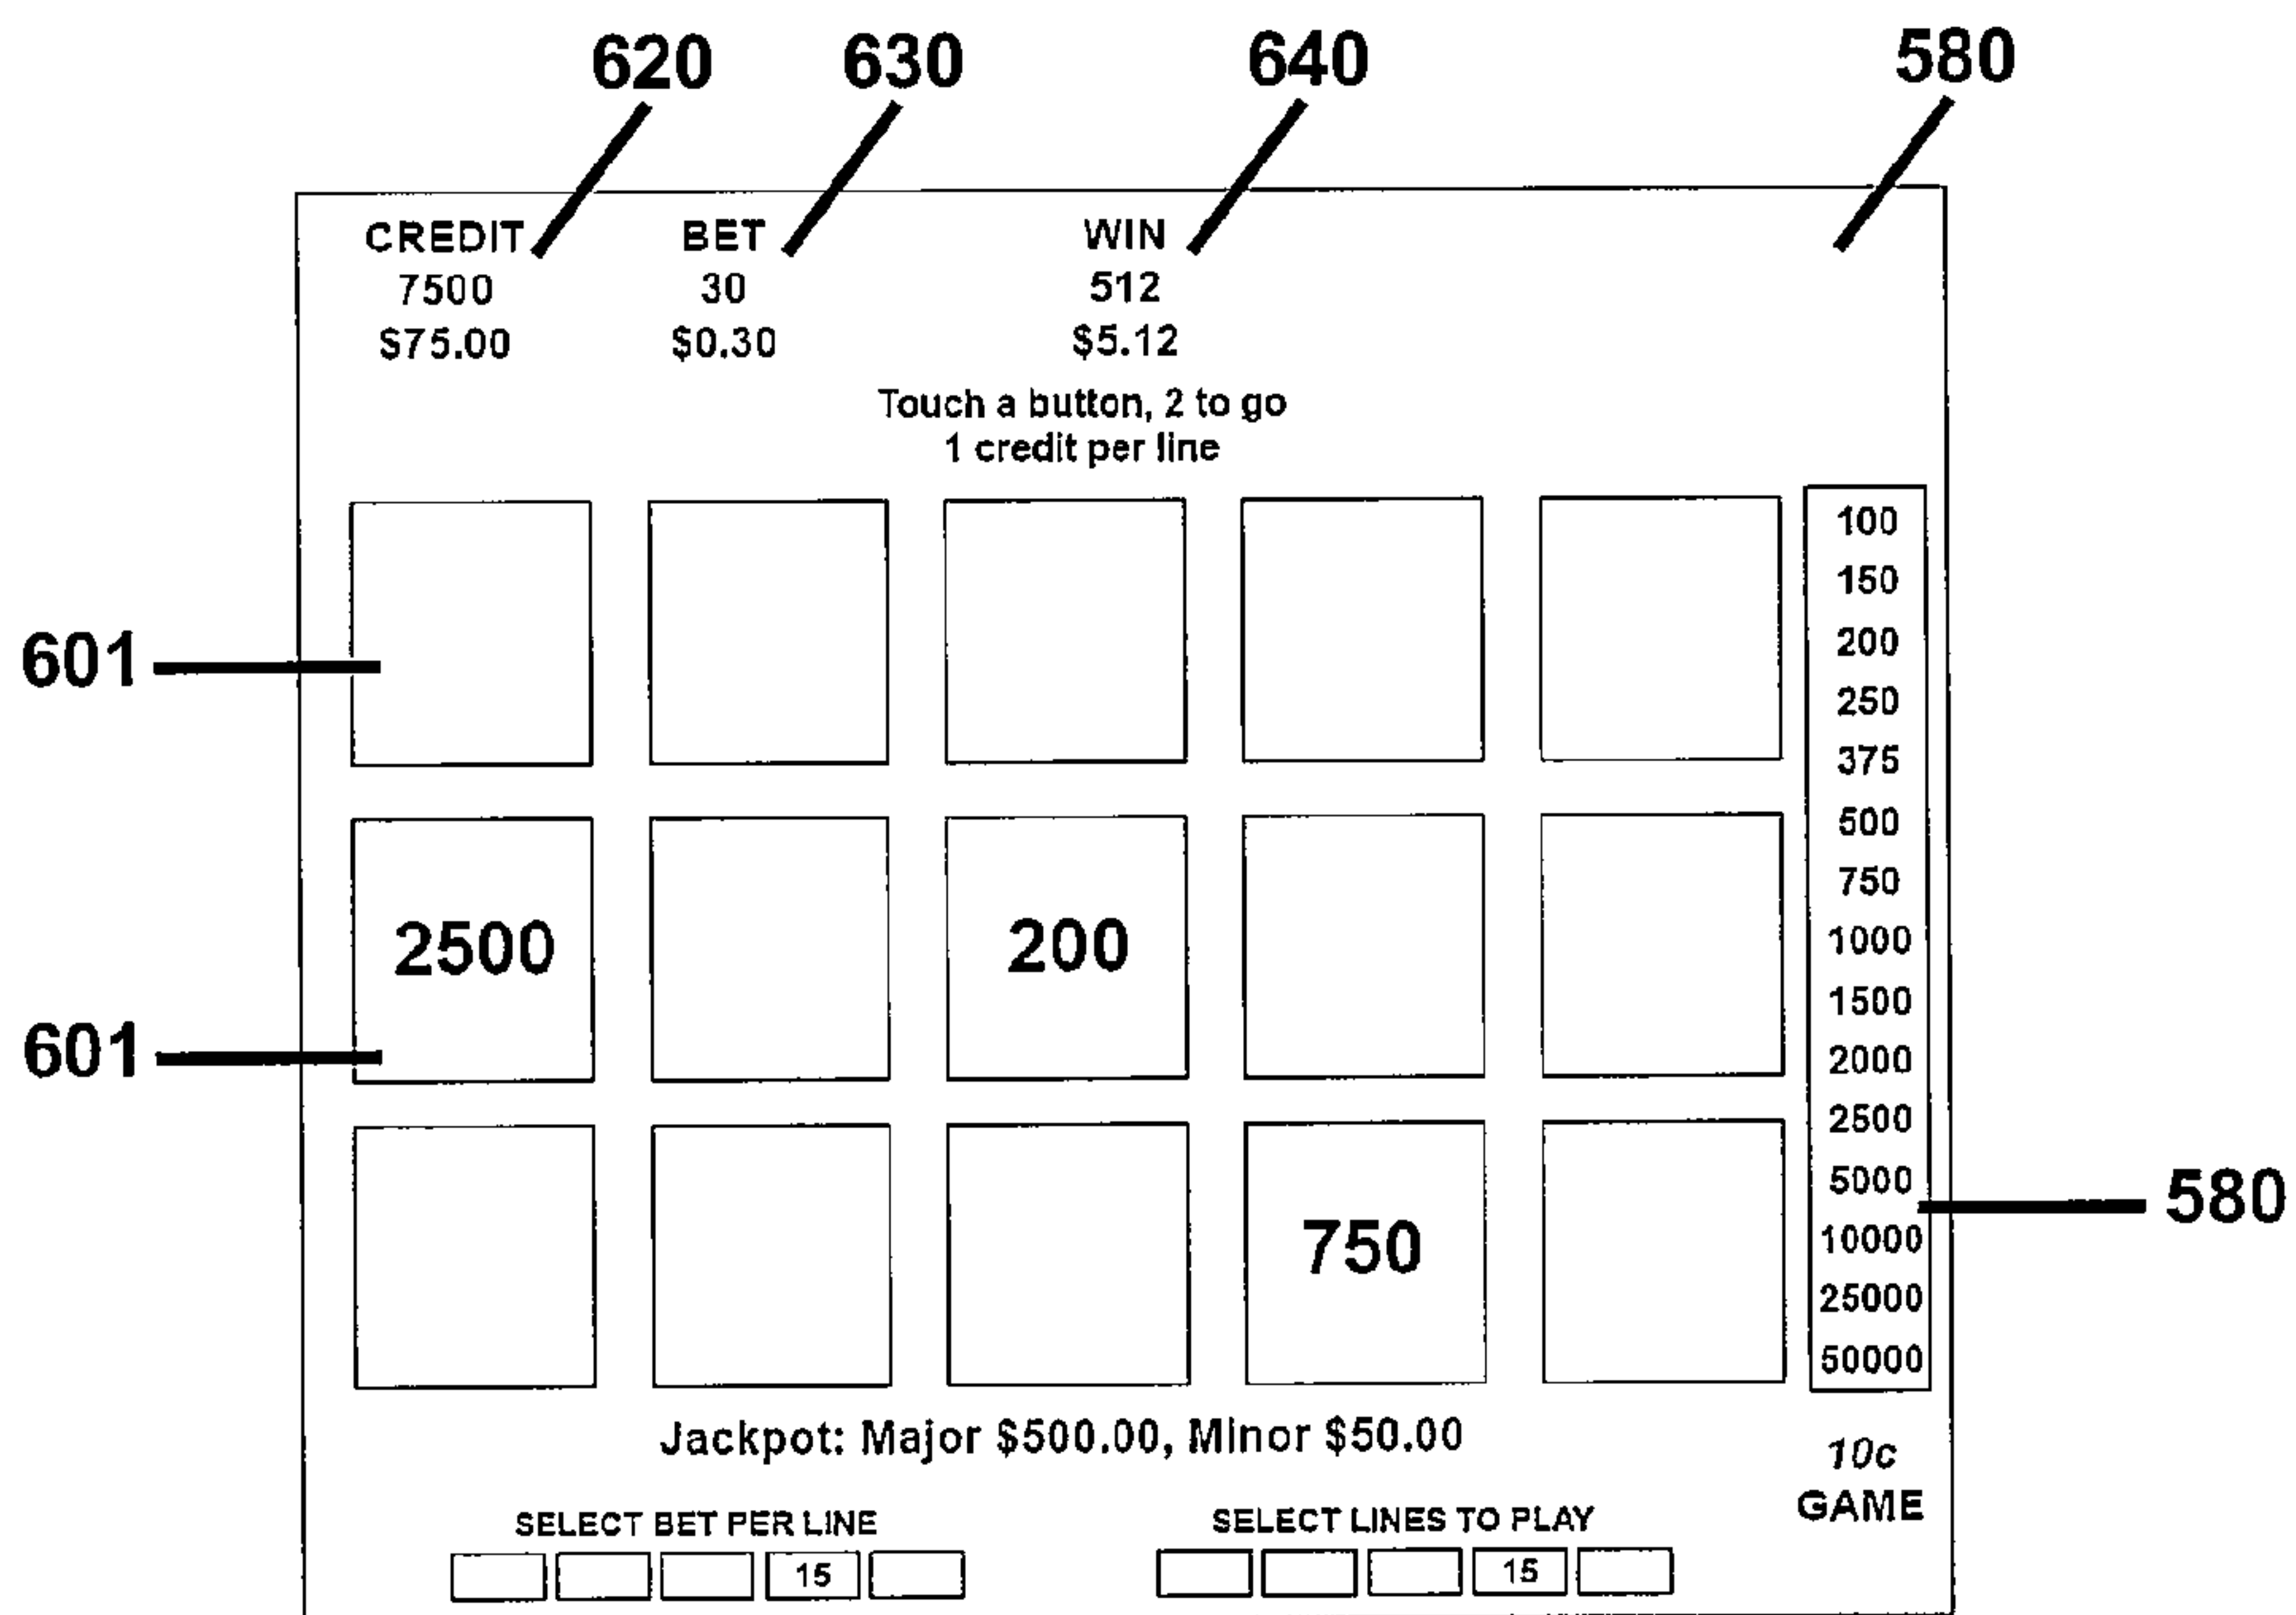 620 630 640 580
CREDIT BET WIN
7500 30 512
$75.00 $0.30 $5.12
Touch a button, 2 to go
1 credit per line
100
150
601
200
250
375
500
750
2500 200
1000
1500
601
2000
2500
5000
580
750
10000
25000
50000
Jackpot: Major $500.00, Minor $50.00
10c
GAME
SELECT BET PER LINE SELECT LINES TO PLAY
15 15